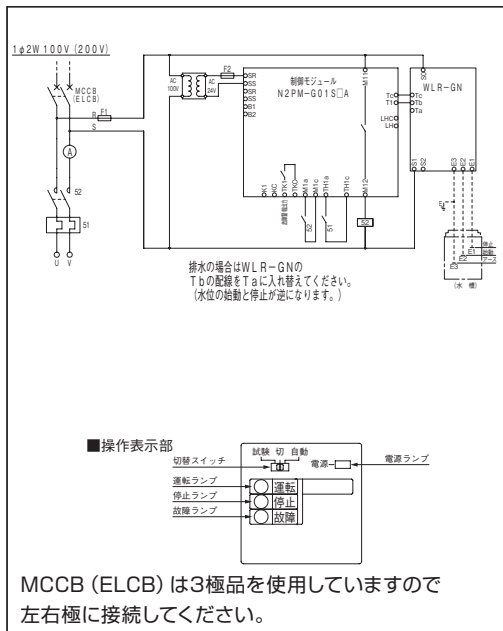 1φ2W 100V (200V)
MCCB
(ELCB)
R
F1
S
A
52
51
U
V
AC
100V
AC
24V
F2
SR
SS
SR
SS
B1
B2
制御モジュール
N2PM-G01S□A
M11
Tc
T1
LHC
LH
K1
KC
TK1
TKC
M1a
M1c
TH1a
TH1c
M12
故障警報出力
52
51
52
S0
WLR-GN
Tc
Tb
Ta
S1
S2
E3
E2
E1
E
停止
始動
アース
E1
E2
E3
(水 槽)
排水の場合はWLR-GNの
Tbの配線をTaに入れ替えてください。
(水位の始動と停止が逆になります。)
■操作表示部
試験 切 自動
切替スイッチ
電源
電源ランプ
運転ランプ
運転
停止ランプ
停止
故障ランプ
故障
MCCB (ELCB) は3極品を使用していますので
左右極に接続してください。